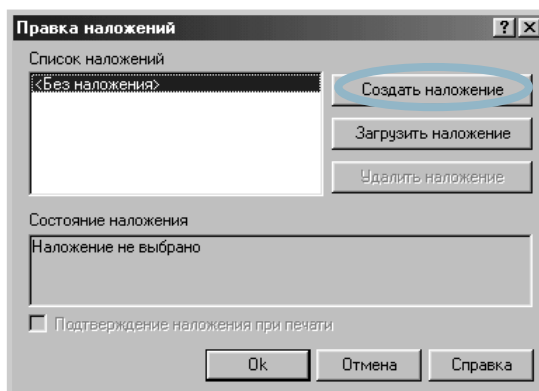 Правка наложений
Список наложений
<Без наложения>
Создать наложение
Загрузить наложение
Удалить наложение
Состояние наложения
Наложение не выбрано
Подтверждение наложения при печати
Ok Отмена Справка